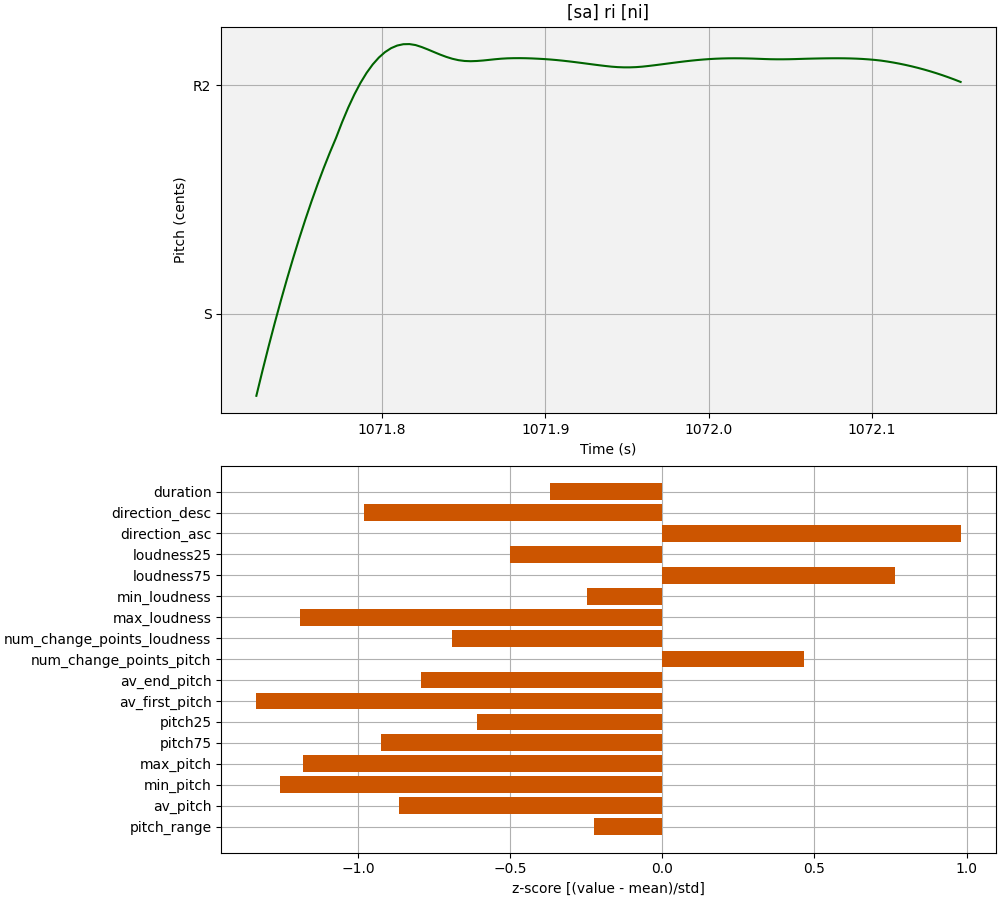 [sa] ri [ni]
R2
S
Pitch (cents)
1071.8 1071.9 1072.0 1072.1
Time (s)
duration
direction_desc
direction_asc
loudness25
loudness75
min_loudness
max_loudness
num_change_points_loudness
num_change_points_pitch
av_end_pitch
av_first_pitch
pitch25
pitch75
max_pitch
min_pitch
av_pitch
pitch_range
−1.0 −0.5 0.0 0.5 1.0
z-score [(value - mean)/std]